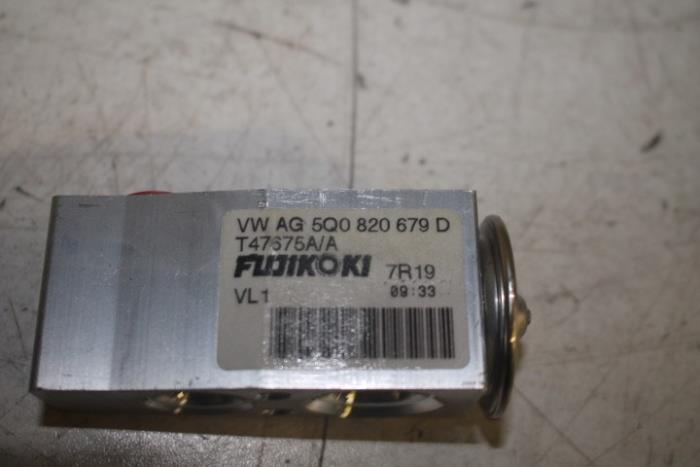 VW AG 5Q0 820 679 D
T47675A/A
FUJIKOKI 7R19
VL1 09:33